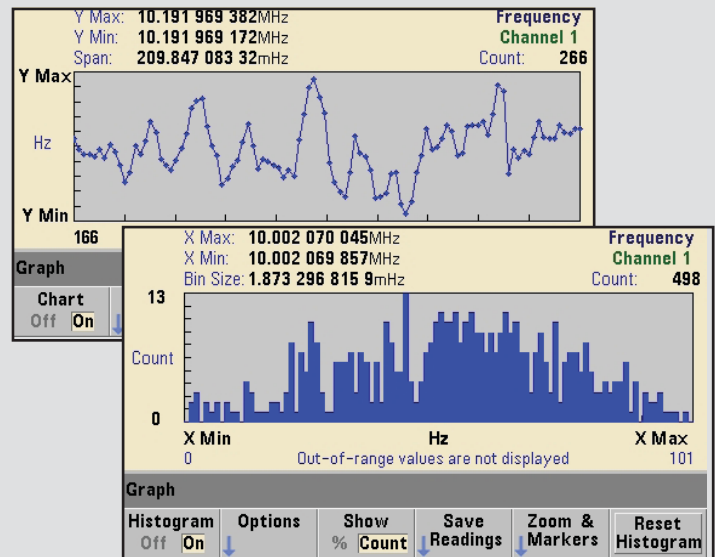 Y Max: 10.191 969 382MHz Frequency
Y Min: 10.191 969 172MHz Channel 1
Span: 209.847 083 32mHz Count: 266
Y Max
Hz
Y Min
166
Graph
Chart
Off On
X Max: 10.002 070 045MHz Frequency
X Min: 10.002 069 857MHz Channel 1
Bin Size: 1.873 296 815 9mHz Count: 498
13
Count
0
X Min Hz X Max
0 Out-of-range values are not displayed 101
Graph
Histogram Options Show Save Zoom & Reset
Off On % Count Readings Markers Histogram